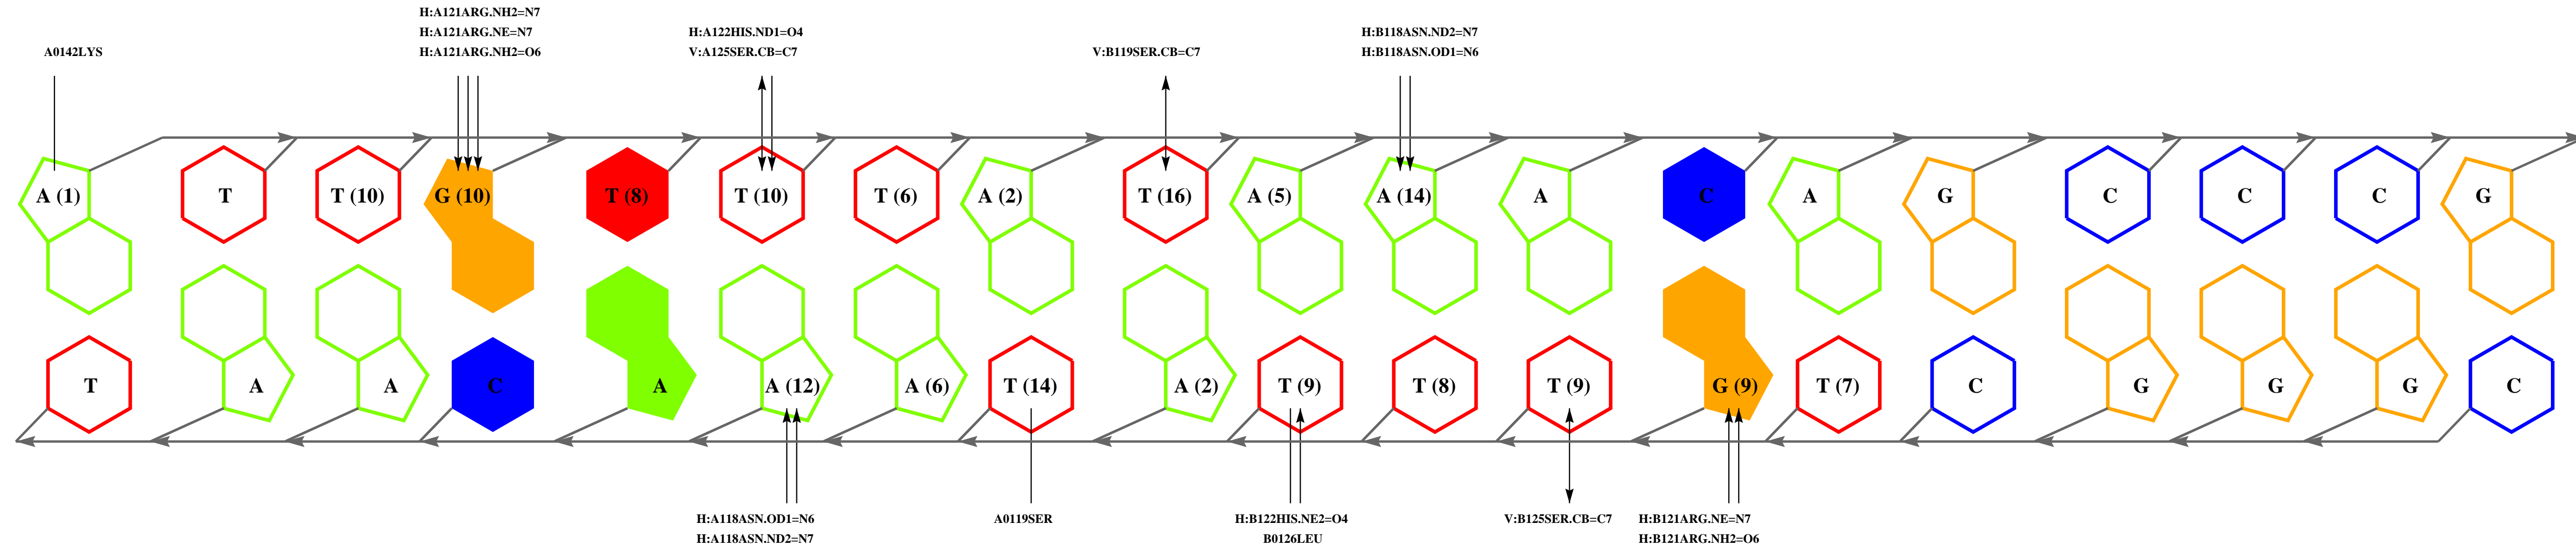 H:A121ARG.NH2=N7
H:A121ARG.NE=N7
H:A121ARG.NH2=O6
A0142LYS
H:A122HIS.ND1=O4
V:A125SER.CB=C7
V:B119SER.CB=C7
H:B118ASN.ND2=N7
H:B118ASN.OD1=N6
A (1) T T (10) G (10) T (8) T (10) T (6) A (2) T (16) A (5) A (14) A C A G C C C G
T A A C A A (12) A (6) T (14) A (2) T (9) T (8) T (9) G (9) T (7) C G G G C
H:A118ASN.OD1=N6
H:A118ASN.ND2=N7
A0119SER
H:B122HIS.NE2=O4
B0126LEU
V:B125SER.CB=C7
H:B121ARG.NE=N7
H:B121ARG.NH2=O6